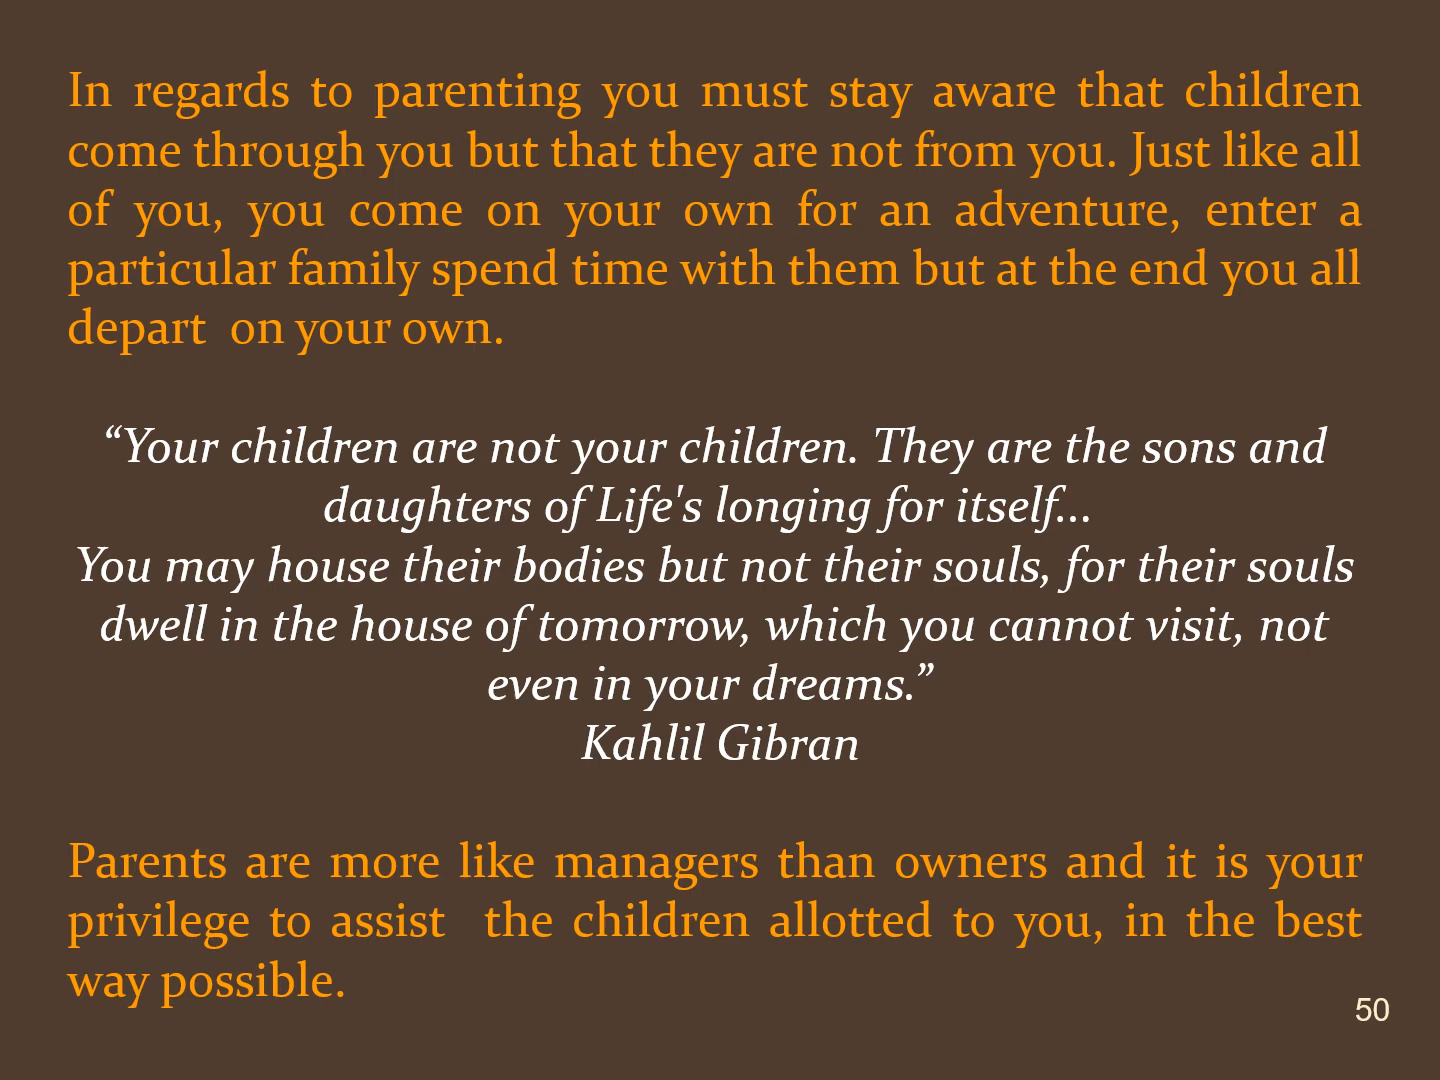 In regards to parenting you must stay aware that children
come through you but that they are not from you. Just like all
of you, you come on your own for an adventure, enter a
particular family spend time with them but at the end you all
depart  on your own.
“Your children are not your children. They are the sons and
daughters of Life's longing for itself...
You may house their bodies but not their souls, for their souls
dwell in the house of tomorrow, which you cannot visit, not
even in your dreams.”
Kahlil Gibran
Parents are more like managers than owners and it is your
privilege to assist  the children allotted to you, in the best
way possible.
50